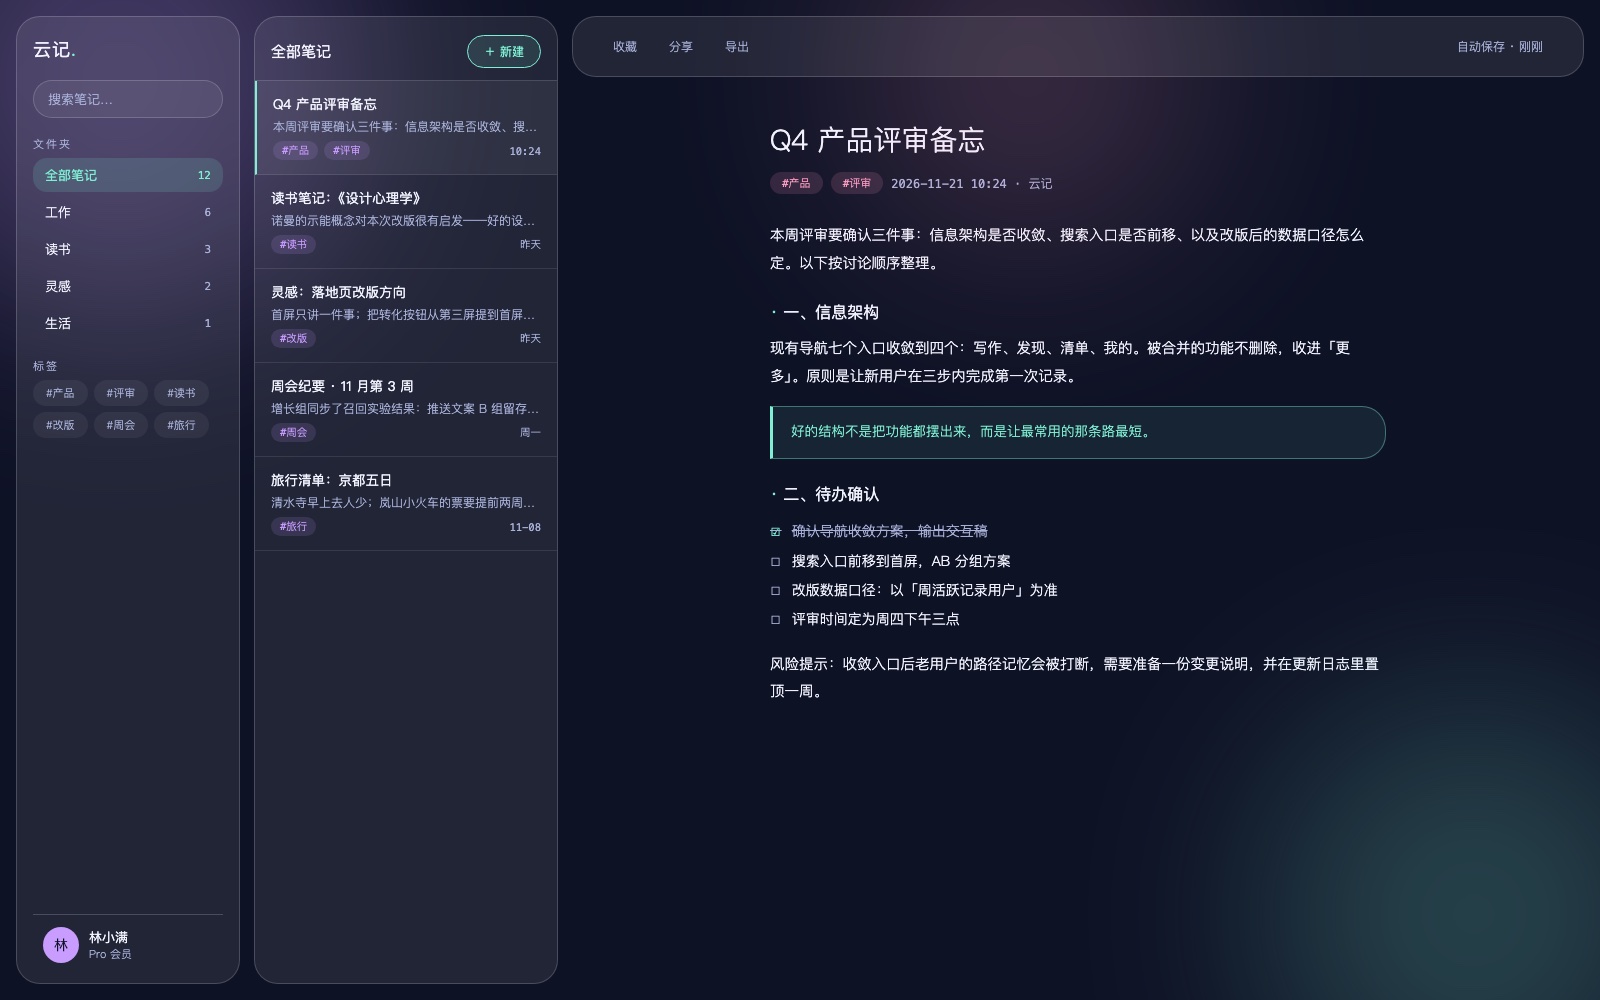 云记.
搜索笔记...
文件夹
全部笔记 12
工作 6
读书 3
灵感 2
生活 1
标签
#产品 #评审 #读书
#改版 #周会 #旅行
林
林小满
Pro 会员
全部笔记
+ 新建
Q4 产品评审备忘
本周评审要确认三件事：信息架构是否收敛、搜...
#产品 #评审 10:24
读书笔记：《设计心理学》
诺曼的示能概念对本次改版很有启发——好的设...
#读书 昨天
灵感：落地页改版方向
首屏只讲一件事；把转化按钮从第三屏提到首屏...
#改版 昨天
周会纪要 · 11 月第 3 周
增长组同步了召回实验结果：推送文案 B 组留存...
#周会 周一
旅行清单：京都五日
清水寺早上去人少；岚山小火车的票要提前两周...
#旅行 11-08
收藏 分享 导出 自动保存 · 刚刚
Q4 产品评审备忘
#产品 #评审 2026-11-21 10:24 · 云记
本周评审要确认三件事：信息架构是否收敛、搜索入口是否前移、以及改版后的数据口径怎么
定。以下按讨论顺序整理。
· 一、信息架构
现有导航七个入口收敛到四个：写作、发现、清单、我的。被合并的功能不删除，收进「更
多」。原则是让新用户在三步内完成第一次记录。
好的结构不是把功能都摆出来，而是让最常用的那条路最短。
· 二、待办确认
☑ 确认导航收敛方案，输出交互稿
☐ 搜索入口前移到首屏，AB 分组方案
☐ 改版数据口径：以「周活跃记录用户」为准
☐ 评审时间定为周四下午三点
风险提示：收敛入口后老用户的路径记忆会被打断，需要准备一份变更说明，并在更新日志里置
顶一周。